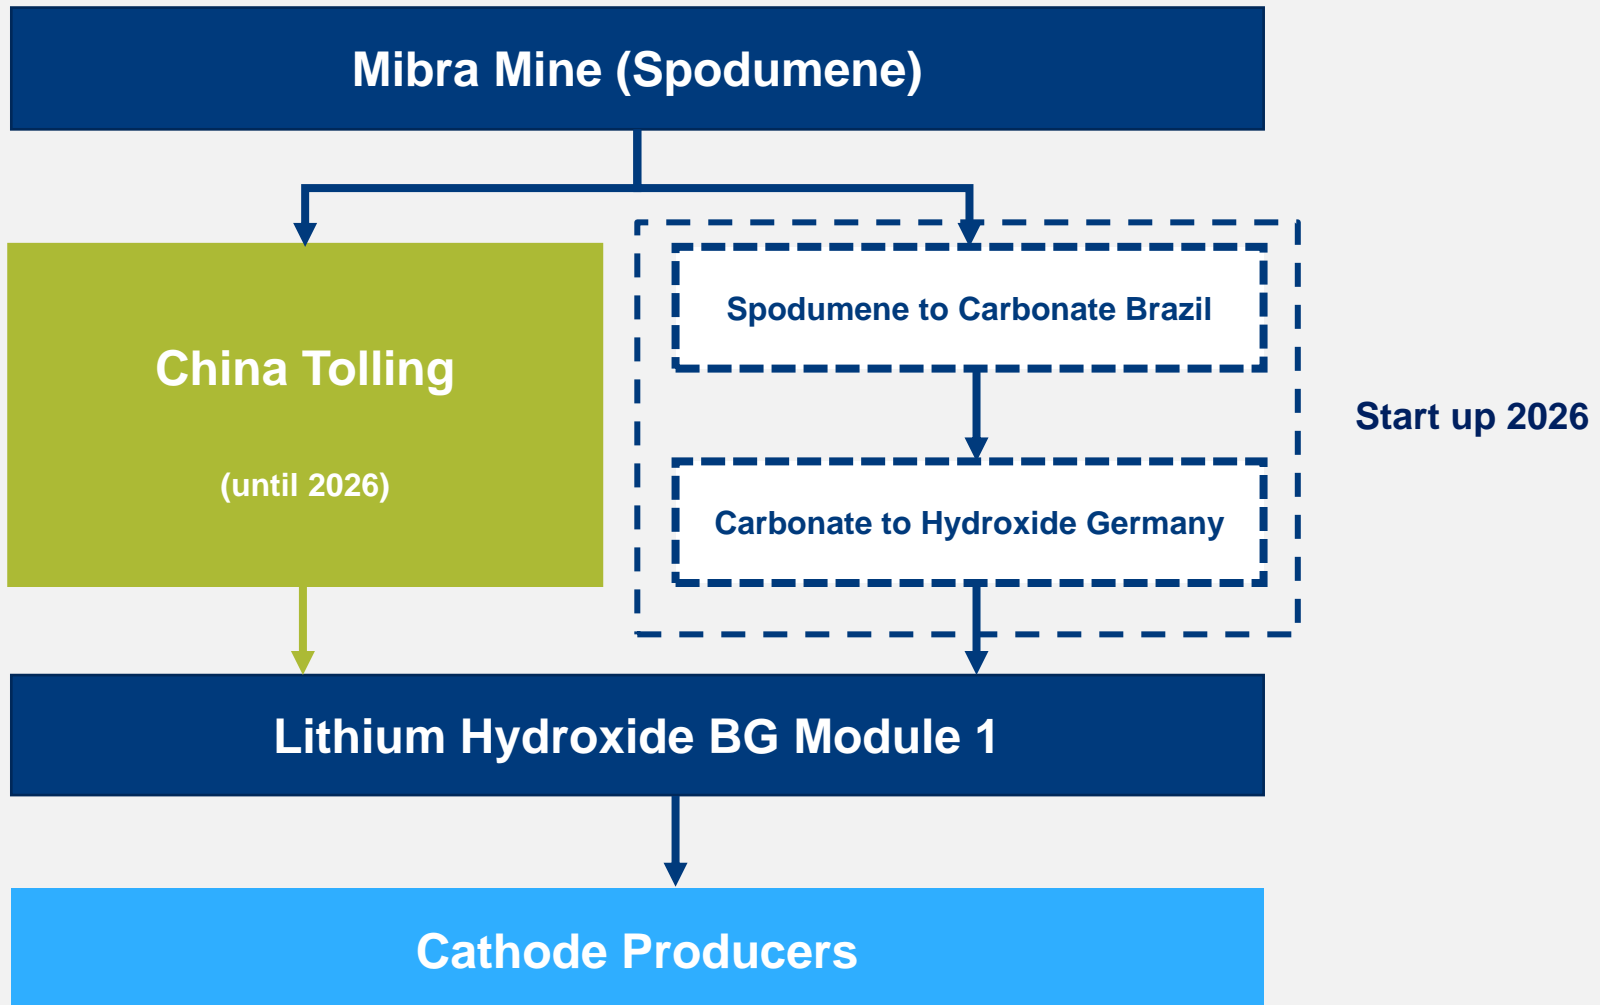 Mibra Mine (Spodumene)
China Tolling
(until 2026)
Spodumene to Carbonate Brazil
Carbonate to Hydroxide Germany
Start up 2026
Lithium Hydroxide BG Module 1
Cathode Producers